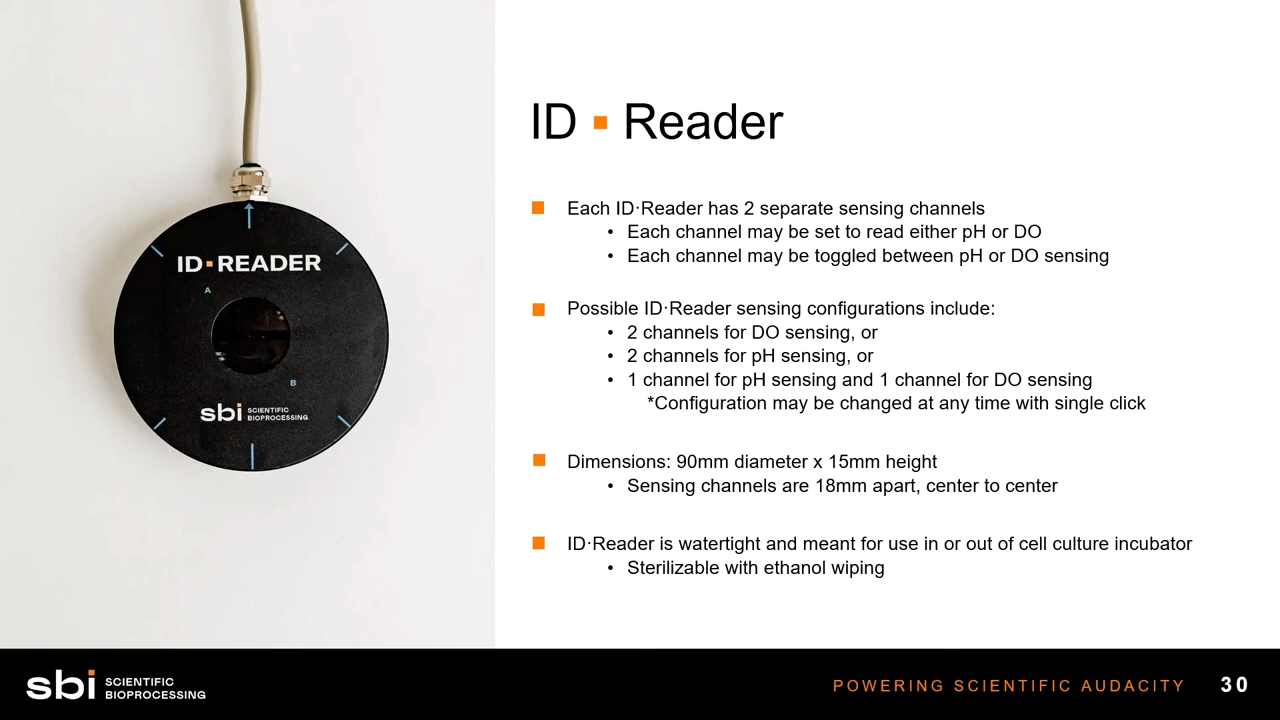 ID ▪ Reader
Each ID·Reader has 2 separate sensing channels
• Each channel may be set to read either pH or DO
• Each channel may be toggled between pH or DO sensing
Possible ID·Reader sensing configurations include:
• 2 channels for DO sensing, or
• 2 channels for pH sensing, or
• 1 channel for pH sensing and 1 channel for DO sensing
*Configuration may be changed at any time with single click
Dimensions: 90mm diameter x 15mm height
• Sensing channels are 18mm apart, center to center
ID·Reader is watertight and meant for use in or out of cell culture incubator
• Sterilizable with ethanol wiping
ID▪READER
A
B
sbi SCIENTIFIC
BIOPROCESSING
sbi SCIENTIFIC
BIOPROCESSING
POWERING SCIENTIFIC AUDACITY 30